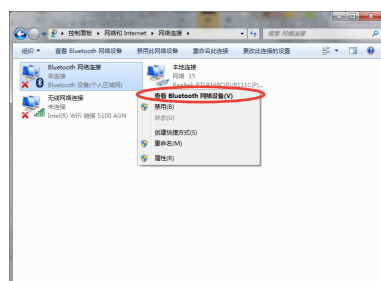 控制面板 ▸ 网络和 Internet ▸ 网络连接 ▸
搜索 网络连接
组织 ▾ 查看 Bluetooth 网络设备 禁用此网络设备 重命名此连接 更改此连接的设置
Bluetooth 网络连接
未连接
Bluetooth 设备(个人区域网)
本地连接
网络 15
Realtek RTL8168C(P)/8111C(P)...
无线网络连接
未连接
Intel(R) WiFi 链接 5100 AGN
查看 Bluetooth 网络设备(V)
禁用(B)
状态(U)
创建快捷方式(S)
重命名(M)
属性(R)